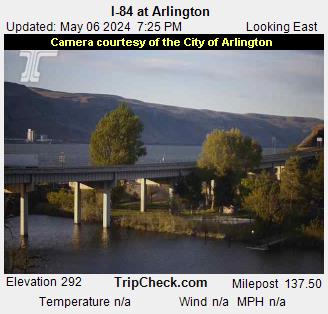 I-84 at Arlington
Updated: May 06 2024 7:25 PM Looking East
Camera courtesy of the City of Arlington
Elevation 292 TripCheck.com Milepost 137.50
Temperature n/a Wind n/a MPH n/a